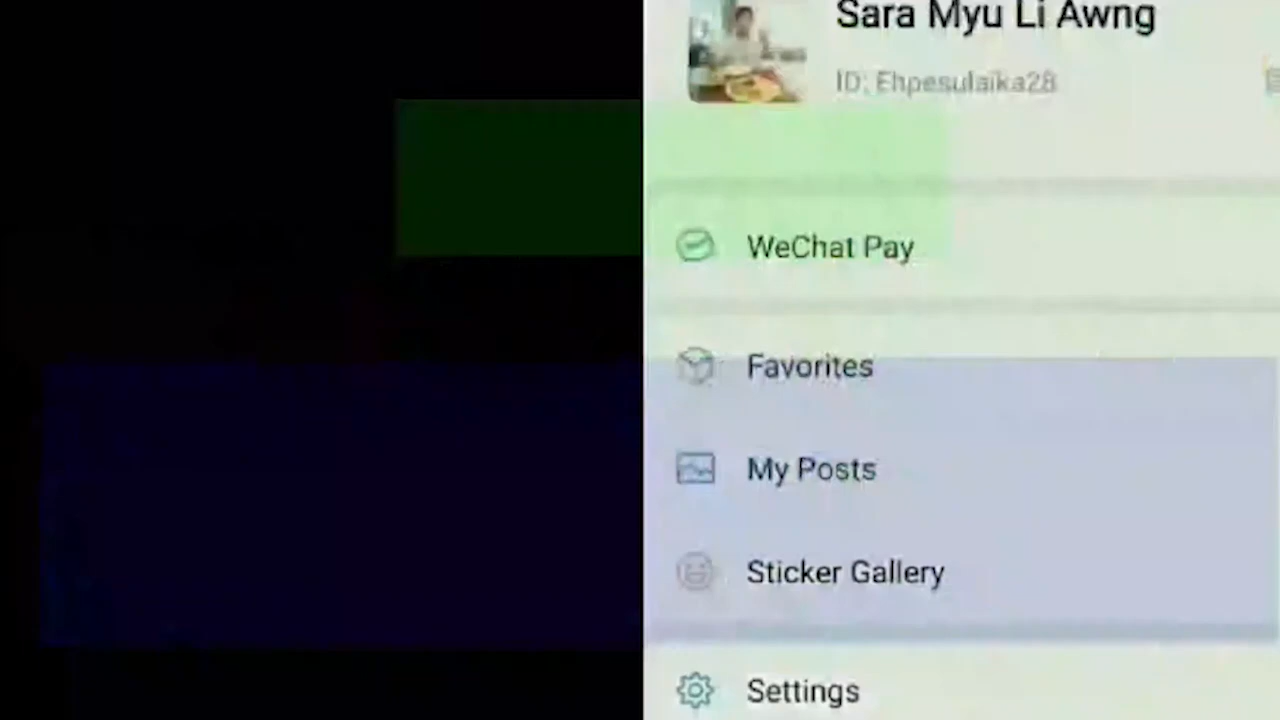 Sara Myu Li Awng
ID: Ehpesulaika28
WeChat Pay
Favorites
My Posts
Sticker Gallery
Settings